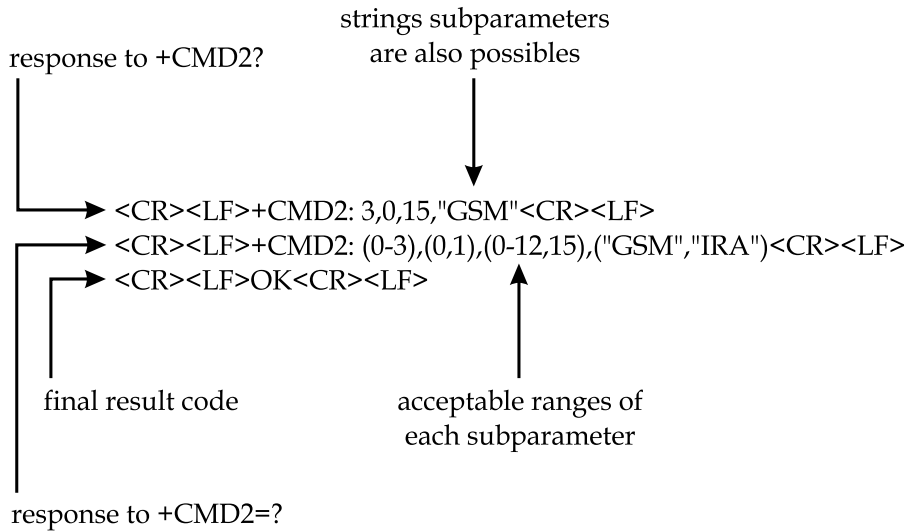 strings subparameters
are also possibles
response to +CMD2?
<CR><LF>+CMD2: 3,0,15,"GSM"<CR><LF>
<CR><LF>+CMD2: (0-3),(0,1),(0-12,15),("GSM","IRA")<CR><LF>
<CR><LF>OK<CR><LF>
final result code
acceptable ranges of
each subparameter
response to +CMD2=?